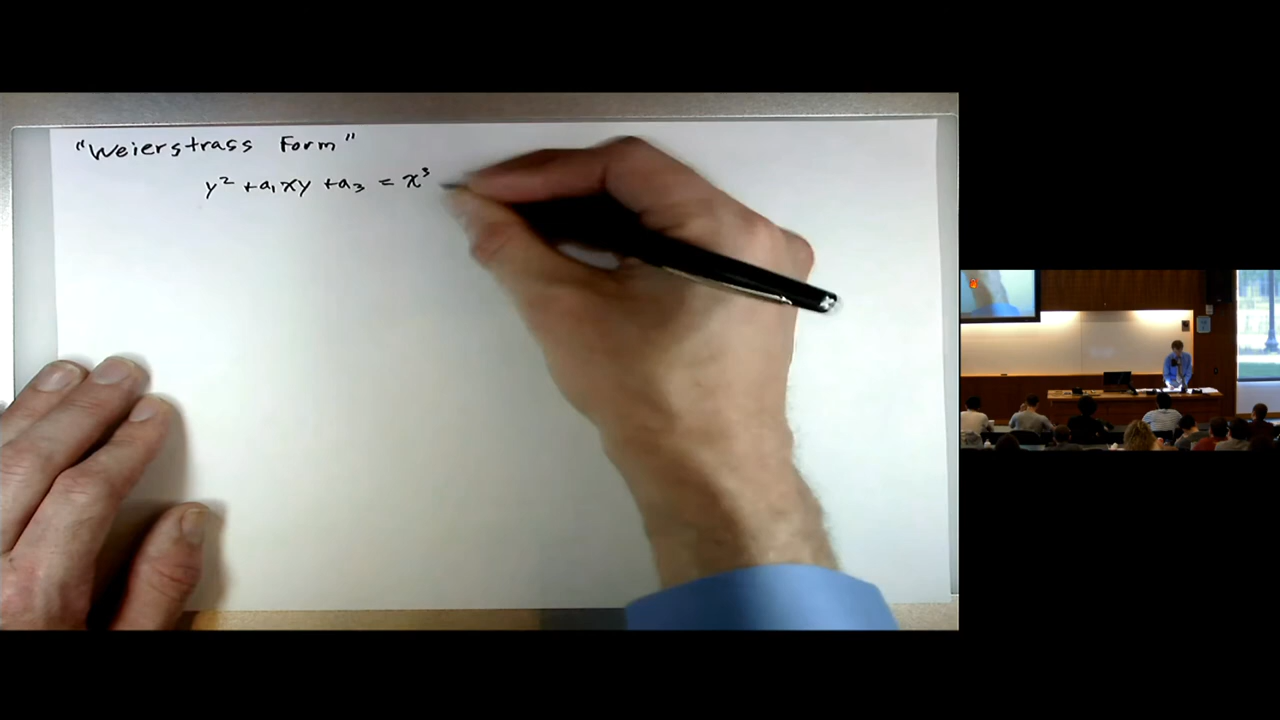 "Weierstrass Form"
y² + a₁xy + a₃ = x³